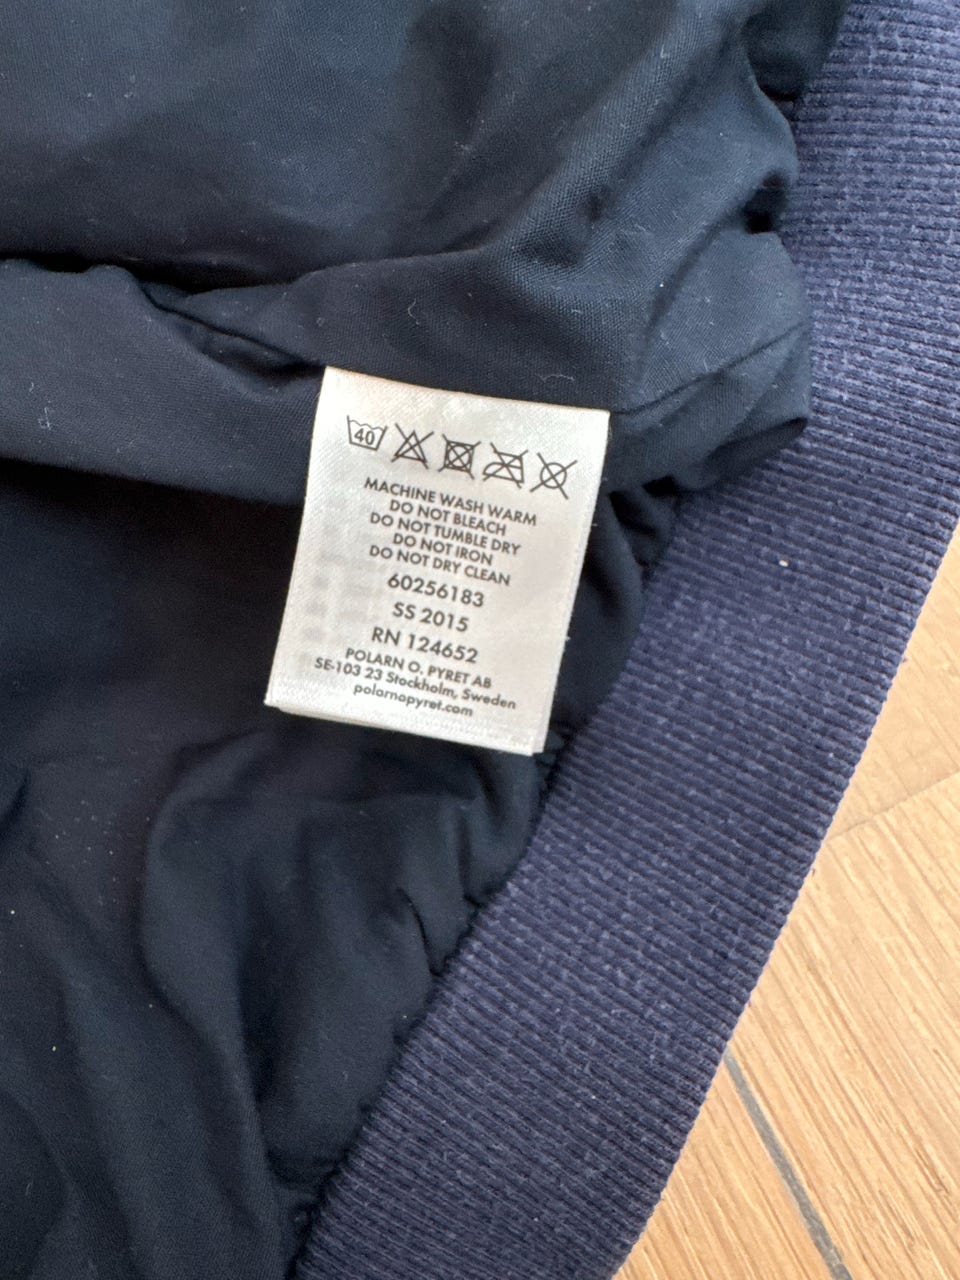 40
MACHINE WASH WARM
DO NOT BLEACH
DO NOT TUMBLE DRY
DO NOT IRON
DO NOT DRY CLEAN
60256183
SS 2015
RN 124652
POLARN O. PYRET AB
SE-103 23 Stockholm, Sweden
polarnopyret.com